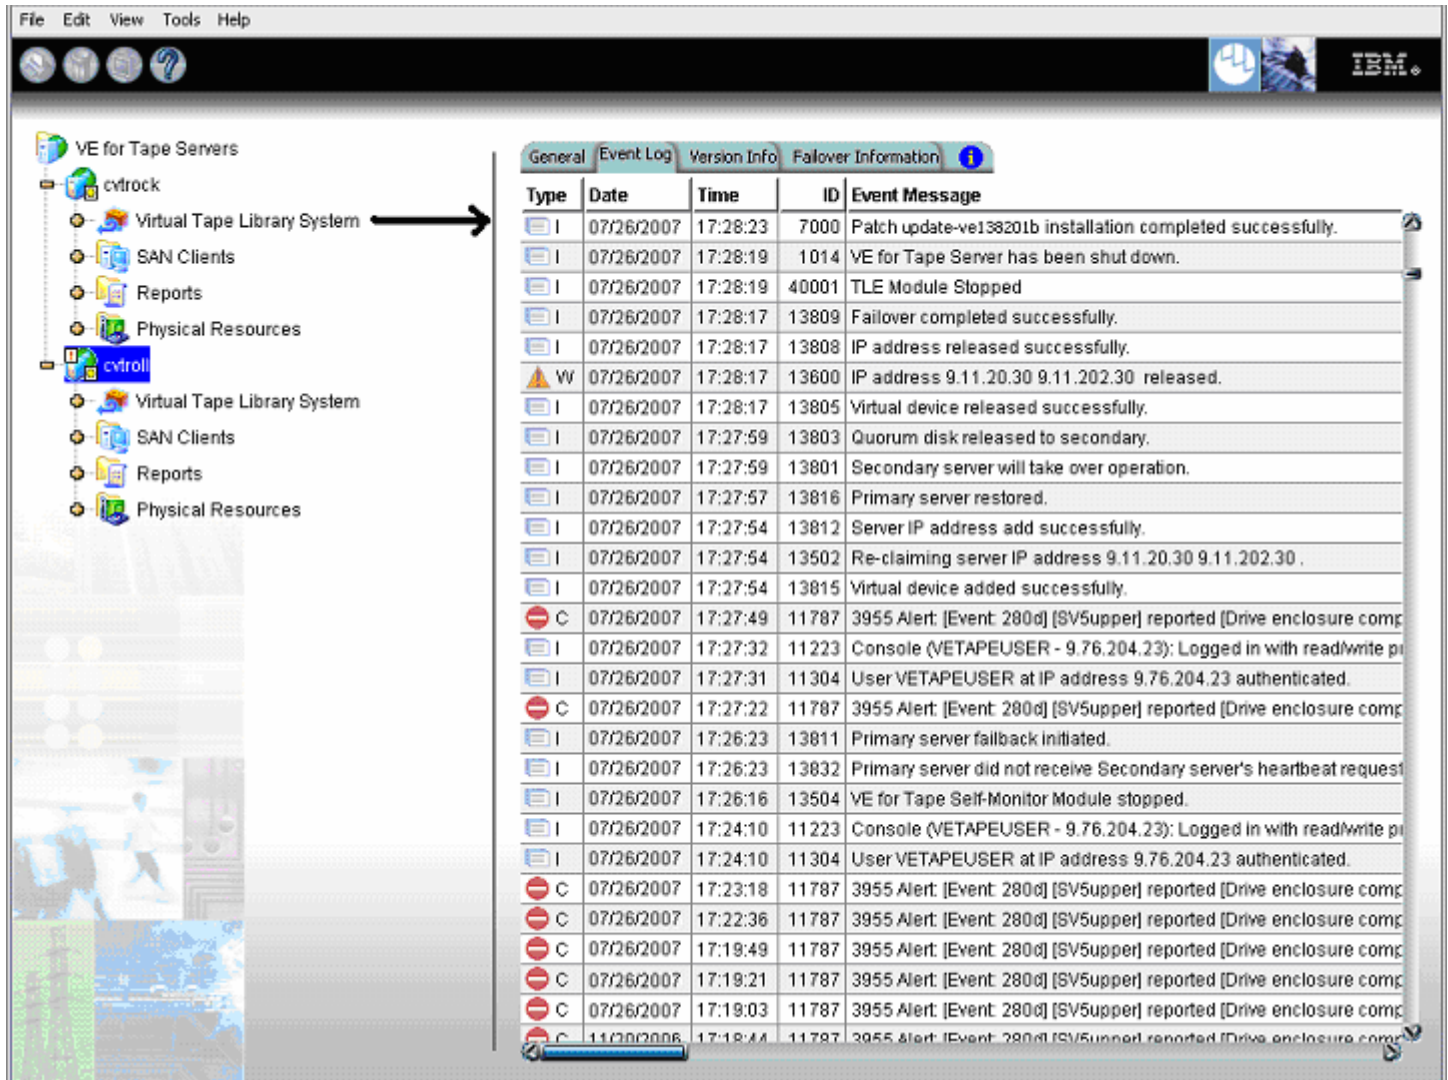 File Edit View Tools Help
IBM
VE for Tape Servers
cvtrock
Virtual Tape Library System
SAN Clients
Reports
Physical Resources
cvtroll
Virtual Tape Library System
SAN Clients
Reports
Physical Resources
General Event Log Version Info Failover Information
Type Date Time ID Event Message
I 07/26/2007 17:28:23 7000 Patch update-ve138201b installation completed successfully.
I 07/26/2007 17:28:19 1014 VE for Tape Server has been shut down.
I 07/26/2007 17:28:19 40001 TLE Module Stopped
I 07/26/2007 17:28:17 13809 Failover completed successfully.
I 07/26/2007 17:28:17 13808 IP address released successfully.
W 07/26/2007 17:28:17 13600 IP address 9.11.20.30 9.11.202.30 released.
I 07/26/2007 17:28:17 13805 Virtual device released successfully.
I 07/26/2007 17:27:59 13803 Quorum disk released to secondary.
I 07/26/2007 17:27:59 13801 Secondary server will take over operation.
I 07/26/2007 17:27:57 13816 Primary server restored.
I 07/26/2007 17:27:54 13812 Server IP address add successfully.
I 07/26/2007 17:27:54 13502 Re-claiming server IP address 9.11.20.30 9.11.202.30 .
I 07/26/2007 17:27:54 13815 Virtual device added successfully.
C 07/26/2007 17:27:49 11787 3955 Alert: [Event: 280d] [SV5upper] reported [Drive enclosure comp
I 07/26/2007 17:27:32 11223 Console (VETAPEUSER - 9.76.204.23): Logged in with read/write pr
I 07/26/2007 17:27:31 11304 User VETAPEUSER at IP address 9.76.204.23 authenticated.
C 07/26/2007 17:27:22 11787 3955 Alert: [Event: 280d] [SV5upper] reported [Drive enclosure comp
I 07/26/2007 17:26:23 13811 Primary server failback initiated.
I 07/26/2007 17:26:23 13832 Primary server did not receive Secondary server's heartbeat request
I 07/26/2007 17:26:16 13504 VE for Tape Self-Monitor Module stopped.
I 07/26/2007 17:24:10 11223 Console (VETAPEUSER - 9.76.204.23): Logged in with read/write pr
I 07/26/2007 17:24:10 11304 User VETAPEUSER at IP address 9.76.204.23 authenticated.
C 07/26/2007 17:23:18 11787 3955 Alert: [Event: 280d] [SV5upper] reported [Drive enclosure comp
C 07/26/2007 17:22:36 11787 3955 Alert: [Event: 280d] [SV5upper] reported [Drive enclosure comp
C 07/26/2007 17:19:49 11787 3955 Alert: [Event: 280d] [SV5upper] reported [Drive enclosure comp
C 07/26/2007 17:19:21 11787 3955 Alert: [Event: 280d] [SV5upper] reported [Drive enclosure comp
C 07/26/2007 17:19:03 11787 3955 Alert: [Event: 280d] [SV5upper] reported [Drive enclosure comp
C 11/20/2006 17:18:44 11787 3955 Alert: [Event: 280d] [SV5upper] reported [Drive enclosure comp